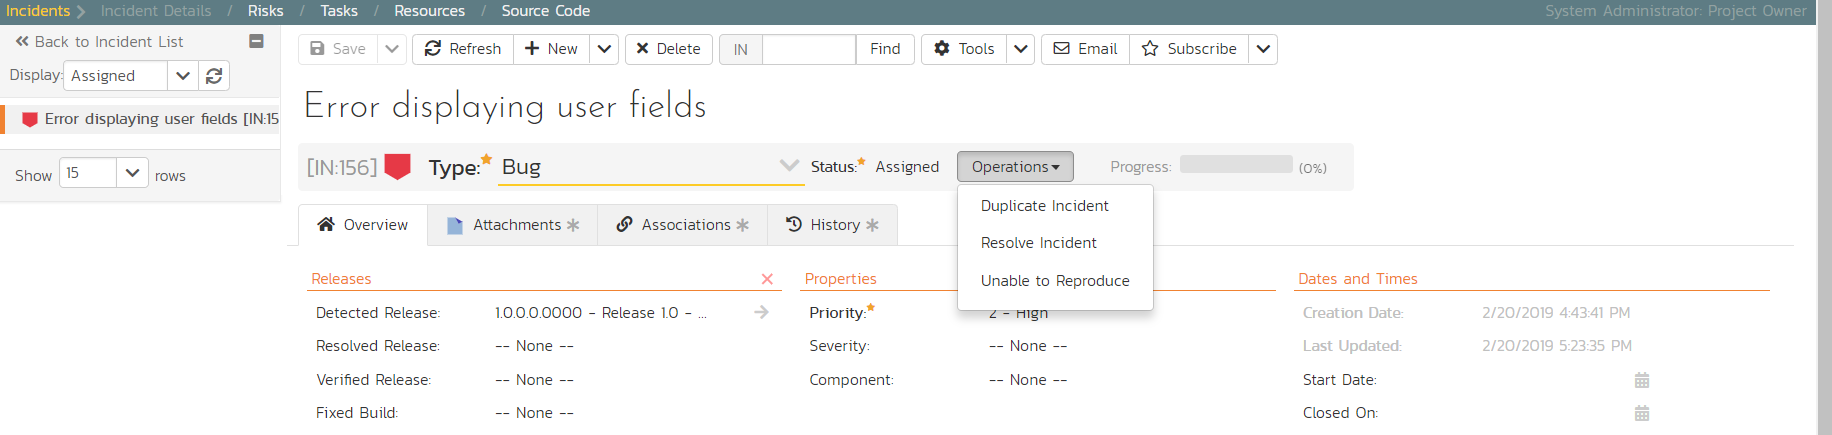 Incidents Incident Details / Risks / Tasks / Resources / Source Code System Administrator: Project Owner
Back to Incident List
Display: Assigned
Error displaying user fields [IN:15
Show 15 rows
Save Refresh New Delete IN Find Tools Email Subscribe
Error displaying user fields
[IN:156] Type: Bug Status: Assigned Operations Progress: (0%)
Duplicate Incident
Resolve Incident
Unable to Reproduce
Overview Attachments Associations History
Releases
Detected Release: 1.0.0.0.0000 - Release 1.0 - ...
Resolved Release: -- None --
Verified Release: -- None --
Fixed Build: -- None --
Properties
Priority: 2 - High
Severity: -- None --
Component: -- None --
Dates and Times
Creation Date: 2/20/2019 4:43:41 PM
Last Updated: 2/20/2019 5:23:35 PM
Start Date:
Closed On: